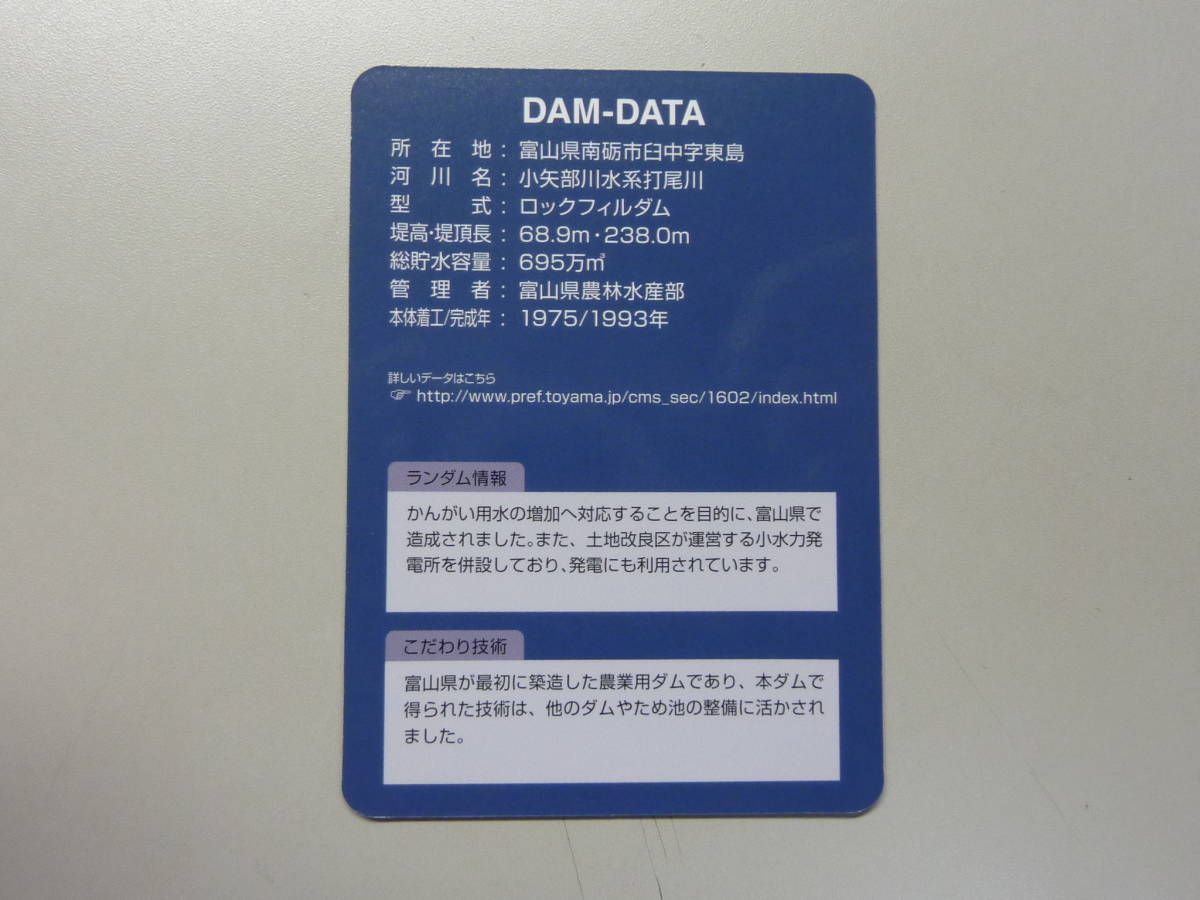 DAM-DATA
所在地：富山県南砺市臼中字東島
河川名：小矢部川水系打尾川
型式：ロックフィルダム
堤高・堤頂長：68.9m・238.0m
総貯水容量：695万㎥
管理者：富山県農林水産部
本体着工/完成年：1975/1993年
詳しいデータはこちら
☞ http://www.pref.toyama.jp/cms_sec/1602/index.html
ランダム情報
かんがい用水の増加へ対応することを目的に、富山県で
造成されました。また、土地改良区が運営する小水力発
電所を併設しており、発電にも利用されています。
こだわり技術
富山県が最初に築造した農業用ダムであり、本ダムで
得られた技術は、他のダムやため池の整備に活かされ
ました。